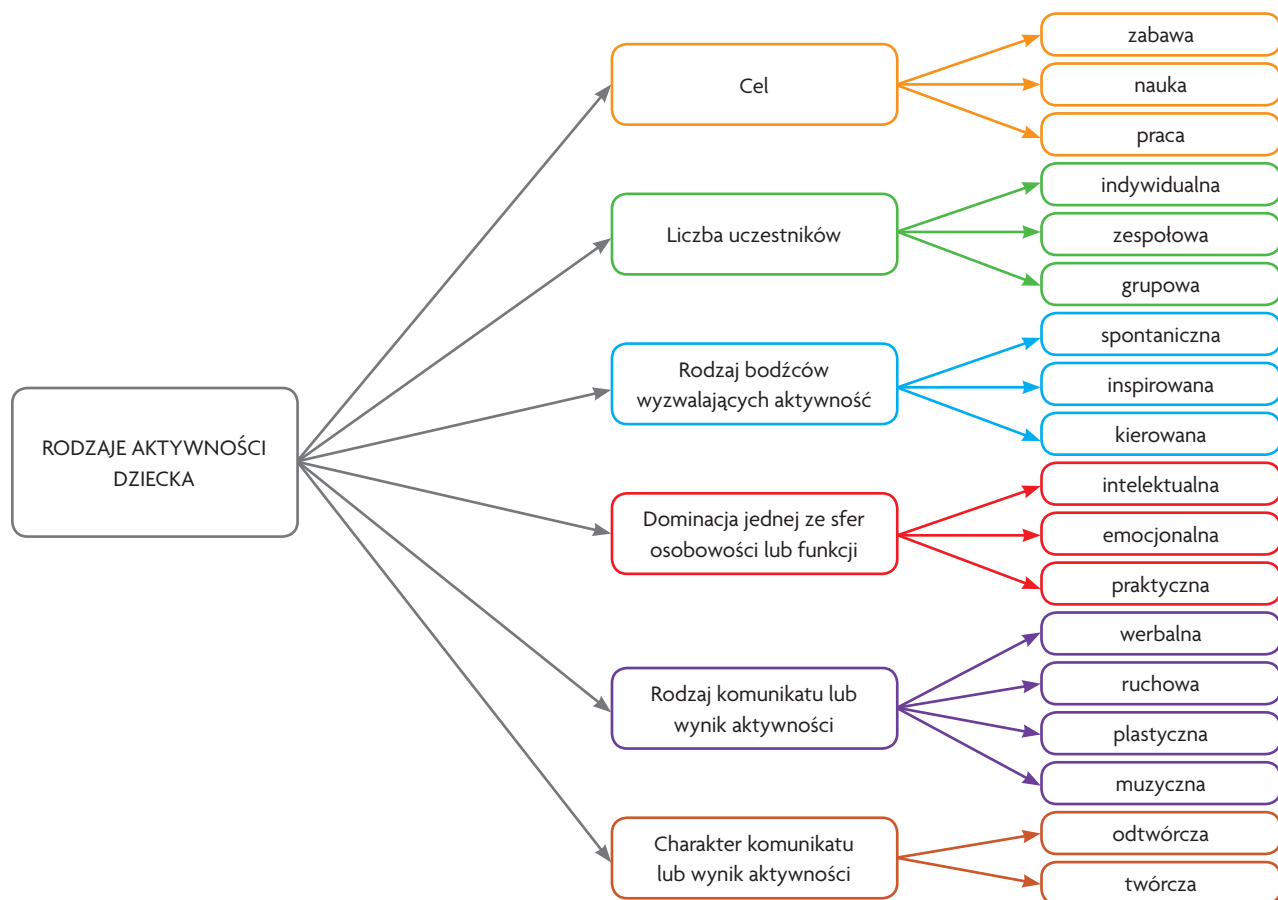 RODZAJE AKTYWNOŚCI
DZIECKA
Cel
zabawa
nauka
praca
Liczba uczestników
indywidualna
zespołowa
grupowa
Rodzaj bodźców
wyzwalających aktywność
spontaniczna
inspirowana
kierowana
Dominacja jednej ze sfer
osobowości lub funkcji
intelektualna
emocjonalna
praktyczna
Rodzaj komunikatu lub
wynik aktywności
werbalna
ruchowa
plastyczna
muzyczna
Charakter komunikatu
lub wynik aktywności
odtwórcza
twórcza